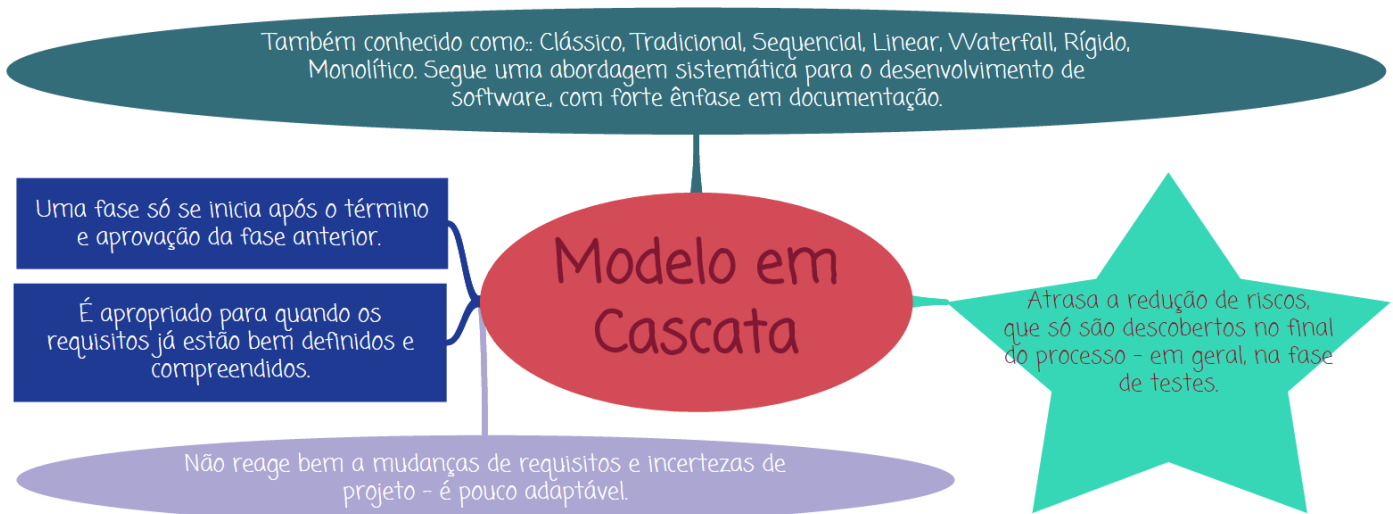 Também conhecido como:: Clássico, Tradicional, Sequencial, Linear, Waterfall, Rígido,
Monolítico. Segue uma abordagem sistemática para o desenvolvimento de
software., com forte ênfase em documentação.
Uma fase só se inicia após o término
e aprovação da fase anterior.
É apropriado para quando os
requisitos já estão bem definidos e
compreendidos.
Modelo em
Cascata
Atrasa a redução de riscos,
que só são descobertos no final
do processo - em geral, na fase
de testes.
Não reage bem a mudanças de requisitos e incertezas de
projeto - é pouco adaptável.